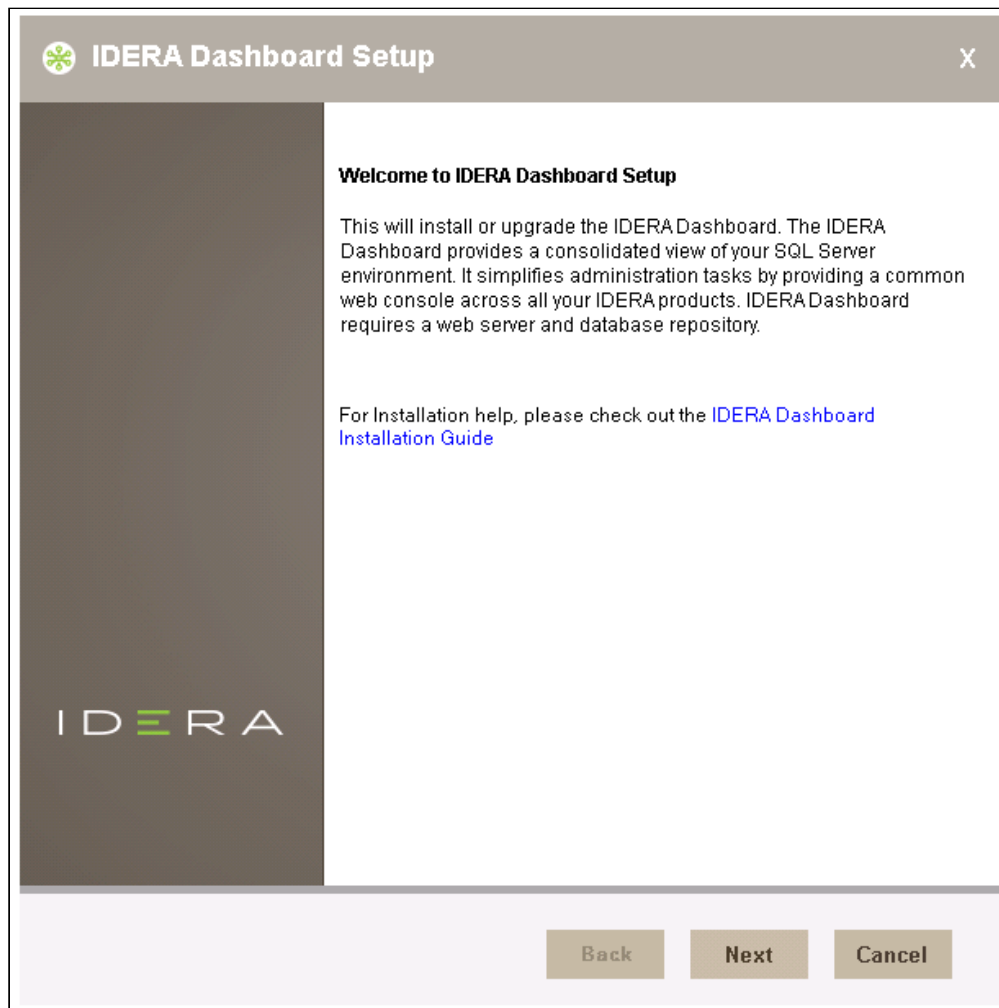 IDERA Dashboard Setup
X
Welcome to IDERA Dashboard Setup
This will install or upgrade the IDERA Dashboard. The IDERA
Dashboard provides a consolidated view of your SQL Server
environment. It simplifies administration tasks by providing a common
web console across all your IDERA products. IDERA Dashboard
requires a web server and database repository.
For Installation help, please check out the IDERA Dashboard
Installation Guide
IDERA
Back Next Cancel